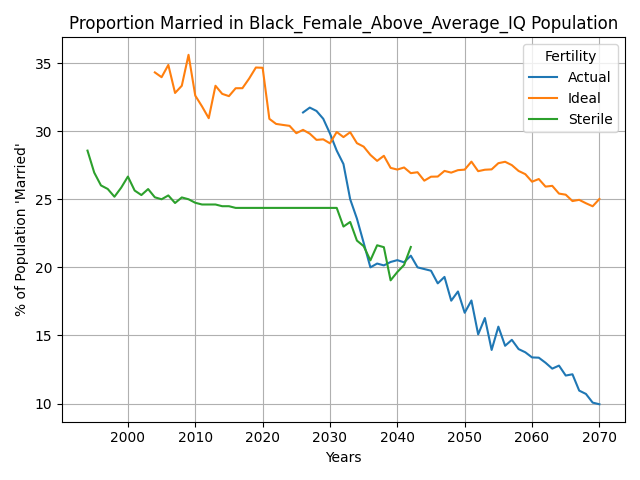 Proportion Married in Black_Female_Above_Average_IQ Population
Fertility
Actual
Ideal
Sterile
% of Population 'Married'
35
30
25
20
15
10
2000 2010 2020 2030 2040 2050 2060 2070
Years